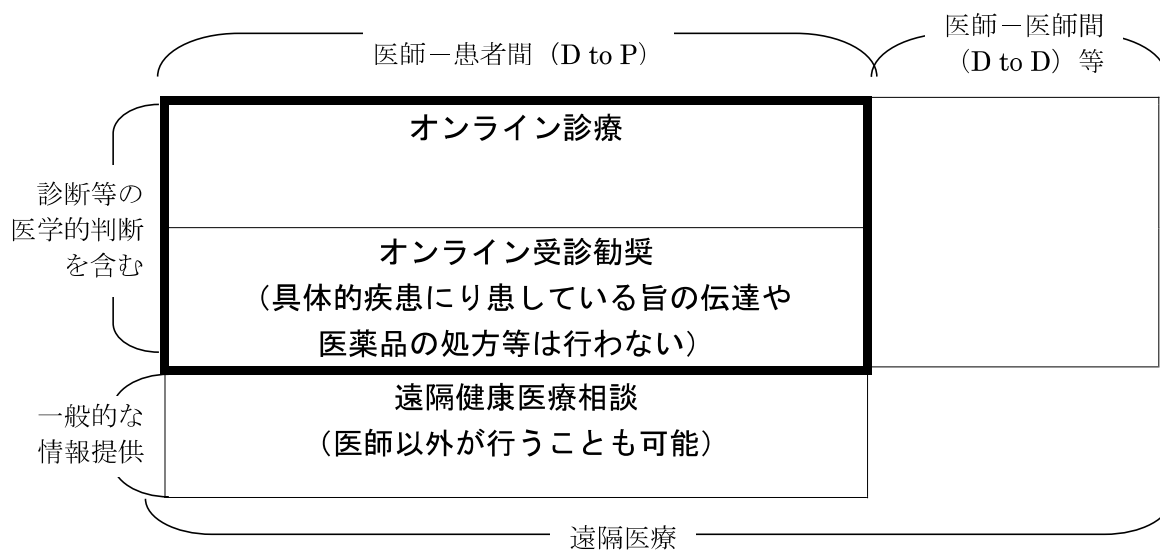 医師－患者間（D to P）
医師－医師間
（D to D）等
オンライン診療
診断等の
医学的判断
を含む
オンライン受診勧奨
（具体的疾患にり患している旨の伝達や
医薬品の処方等は行わない）
一般的な
情報提供
遠隔健康医療相談
（医師以外が行うことも可能）
遠隔医療